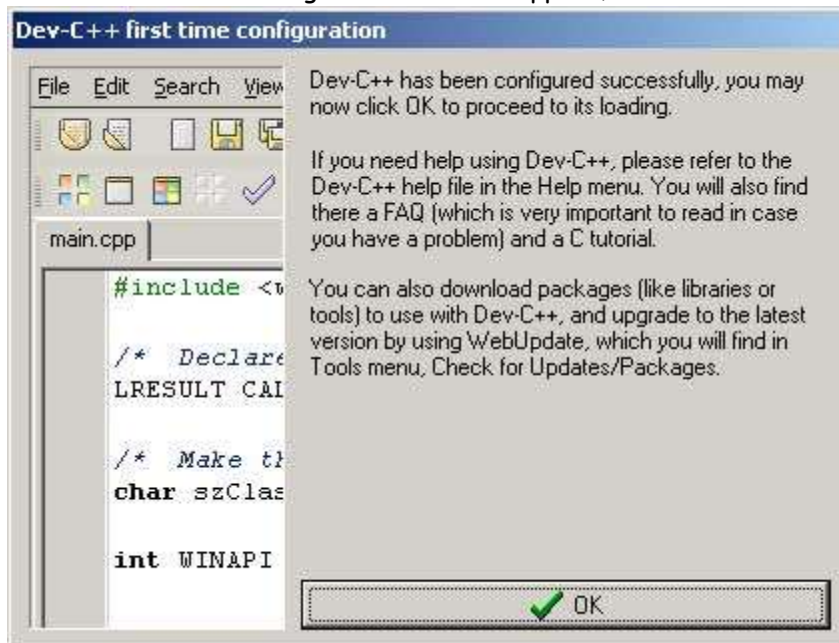 Dev-C++ first time configuration
File Edit Search View
main.cpp
#include <w
/* Declare
LRESULT CAL
/* Make th
char szClas
int WINAPI
Dev-C++ has been configured successfully, you may
now click OK to proceed to its loading.
If you need help using Dev-C++, please refer to the
Dev-C++ help file in the Help menu. You will also find
there a FAQ (which is very important to read in case
you have a problem) and a C tutorial.
You can also download packages (like libraries or
tools) to use with Dev-C++, and upgrade to the latest
version by using WebUpdate, which you will find in
Tools menu, Check for Updates/Packages.
OK